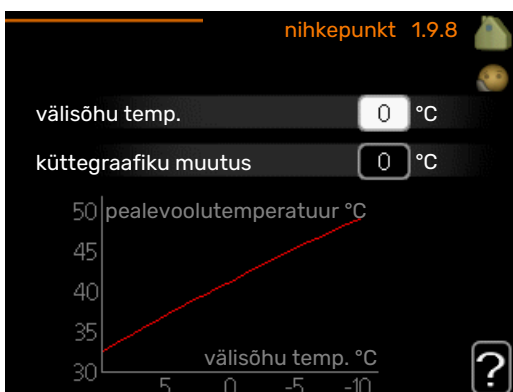 nihkepunkt 1.9.8
välisõhu temp. 0 °C
küttegraafiku muutus 0 °C
50 pealevoolutemperatuur °C
45
40
35
välisõhu temp. °C
30
5 0 -5 -10
?